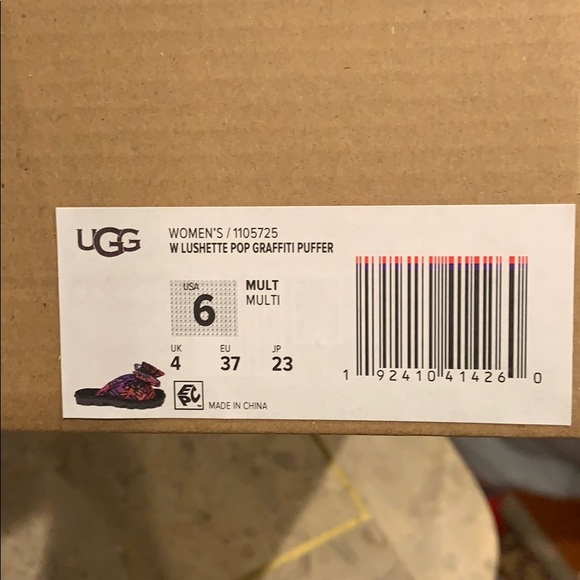 UGG
WOMEN'S / 1105725
W LUSHETTE POP GRAFFITI PUFFER
USA
6
MULT
MULTI
UK
4
EU
37
JP
23
EPC™
MADE IN CHINA
1 92410 41426 0